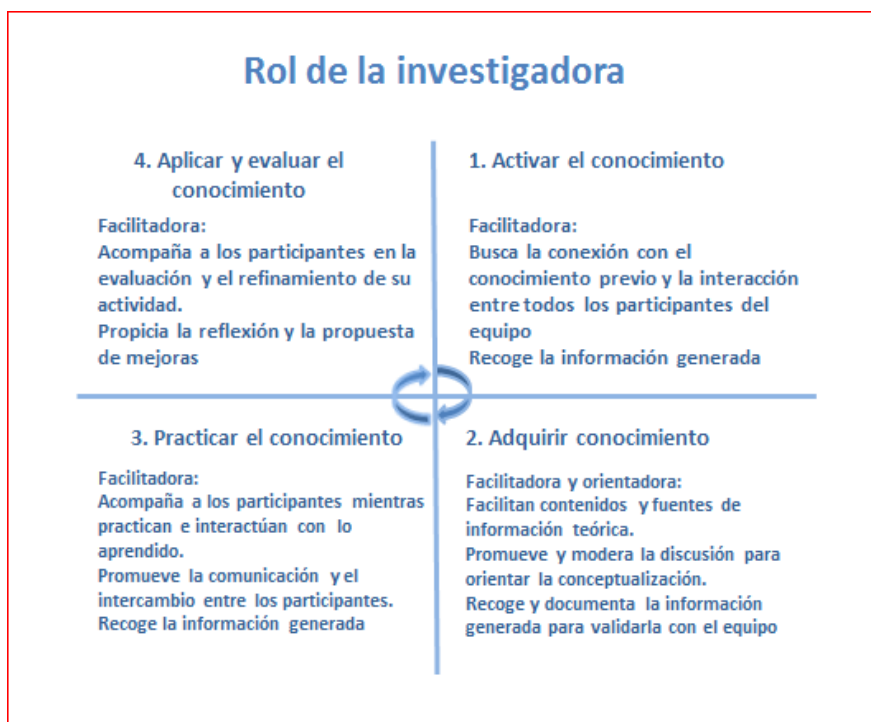 Rol de la investigadora
4. Aplicar y evaluar el
conocimiento
Facilitadora:
Acompaña a los participantes en la
evaluación y el refinamiento de su
actividad.
Propicia la reflexión y la propuesta
de mejoras
1. Activar el conocimiento
Facilitadora:
Busca la conexión con el
conocimiento previo y la interacción
entre todos los participantes del
equipo
Recoge la información generada
3. Practicar el conocimiento
Facilitadora:
Acompaña a los participantes mientras
practican e interactúan con lo
aprendido.
Promueve la comunicación y el
intercambio entre los participantes.
Recoge la información generada
2. Adquirir conocimiento
Facilitadora y orientadora:
Facilitan contenidos y fuentes de
información teórica.
Promueve y modera la discusión para
orientar la conceptualización.
Recoge y documenta la información
generada para validarla con el equipo